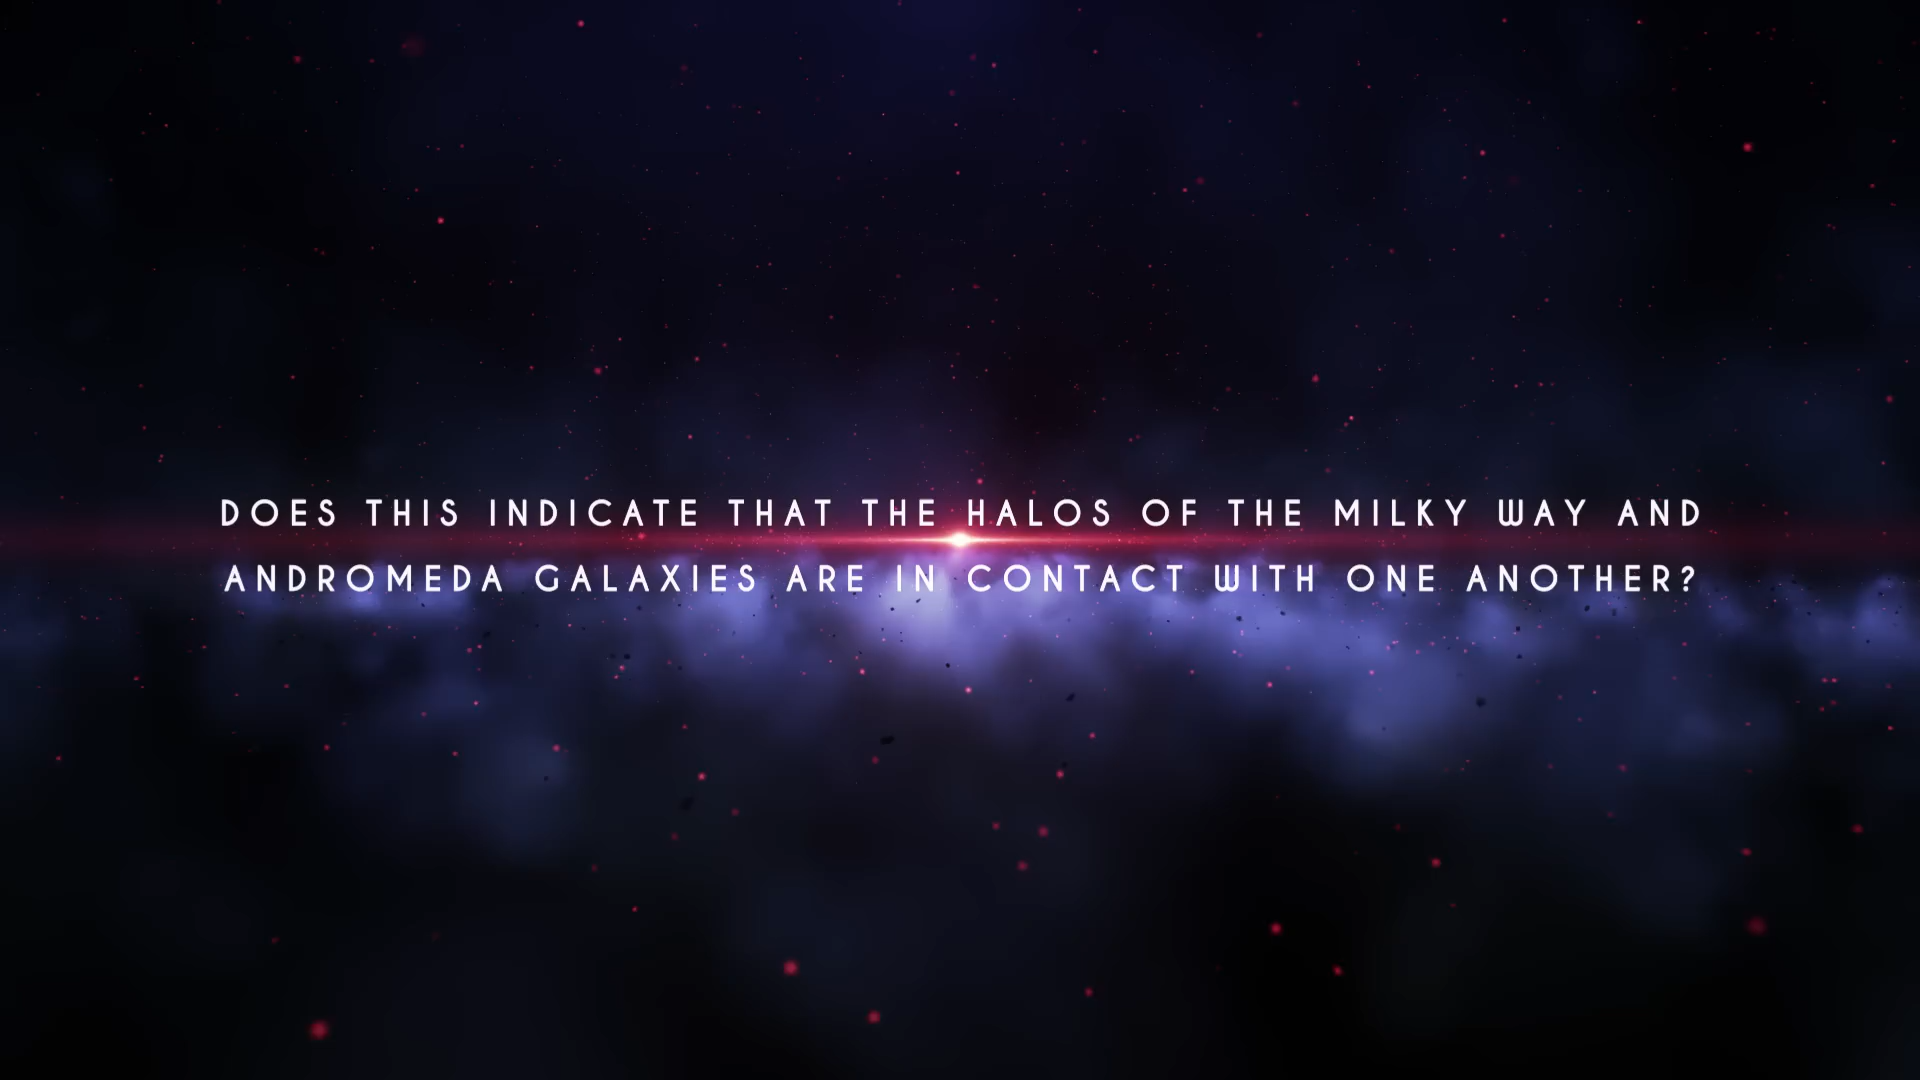 DOES THIS INDICATE THAT THE HALOS OF THE MILKY WAY AND
ANDROMEDA GALAXIES ARE IN CONTACT WITH ONE ANOTHER?